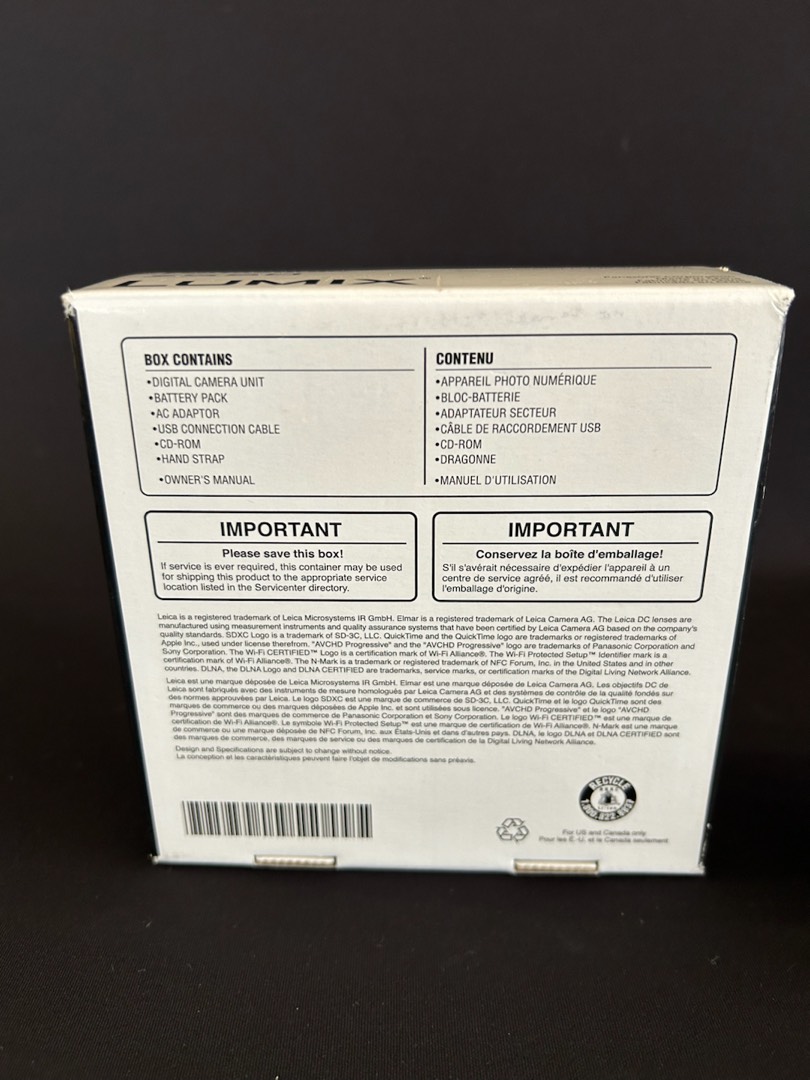 LUMIX
BOX CONTAINS
•DIGITAL CAMERA UNIT
•BATTERY PACK
•AC ADAPTOR
•USB CONNECTION CABLE
•CD-ROM
•HAND STRAP
•OWNER'S MANUAL
CONTENU
•APPAREIL PHOTO NUMÉRIQUE
•BLOC-BATTERIE
•ADAPTATEUR SECTEUR
•CÂBLE DE RACCORDEMENT USB
•CD-ROM
•DRAGONNE
•MANUEL D'UTILISATION
IMPORTANT
Please save this box!
If service is ever required, this container may be used
for shipping this product to the appropriate service
location listed in the Servicenter directory.
IMPORTANT
Conservez la boîte d'emballage!
S'il s'avérait nécessaire d'expédier l'appareil à un
centre de service agréé, il est recommandé d'utiliser
l'emballage d'origine.
Leica is a registered trademark of Leica Microsystems IR GmbH. Elmar is a registered trademark of Leica Camera AG. The Leica DC lenses are
manufactured using measurement instruments and quality assurance systems that have been certified by Leica Camera AG based on the company's
quality standards. SDXC Logo is a trademark of SD-3C, LLC. QuickTime and the QuickTime logo are trademarks or registered trademarks of
Apple Inc., used under license therefrom. "AVCHD Progressive" and the "AVCHD Progressive" logo are trademarks of Panasonic Corporation and
Sony Corporation. The Wi-Fi CERTIFIED™ Logo is a certification mark of Wi-Fi Alliance®. The Wi-Fi Protected Setup™ Identifier mark is a
certification mark of Wi-Fi Alliance®. The N-Mark is a trademark or registered trademark of NFC Forum, Inc. in the United States and in other
countries. DLNA, the DLNA Logo and DLNA CERTIFIED are trademarks, service marks, or certification marks of the Digital Living Network Alliance.
Leica est une marque déposée de Leica Microsystems IR GmbH. Elmar est une marque déposée de Leica Camera AG. Les objectifs DC de
Leica sont fabriqués avec des instruments de mesure homologués par Leica Camera AG et des systèmes de contrôle de la qualité fondés sur
des normes approuvées par Leica. Le logo SDXC est une marque de commerce de SD-3C, LLC. QuickTime et le logo QuickTime sont des
marques de commerce ou des marques déposées de Apple Inc. et sont utilisées sous licence. "AVCHD Progressive" et le logo "AVCHD
Progressive" sont des marques de commerce de Panasonic Corporation et Sony Corporation. Le logo Wi-Fi CERTIFIED™ est une marque de
certification de Wi-Fi Alliance®. Le symbole Wi-Fi Protected Setup™ est une marque de certification de Wi-Fi Alliance®. N-Mark est une marque
de commerce ou une marque déposée de NFC Forum, Inc. aux États-Unis et dans d'autres pays. DLNA, le logo DLNA et DLNA CERTIFIED sont
des marques de commerce, des marques de service ou des marques de certification de la Digital Living Network Alliance.
Design and Specifications are subject to change without notice.
La conception et les caractéristiques peuvent faire l'objet de modifications sans préavis.
RECYCLE
1.800.822.8837
For US and Canada only
Pour les É.-U. et le Canada seulement